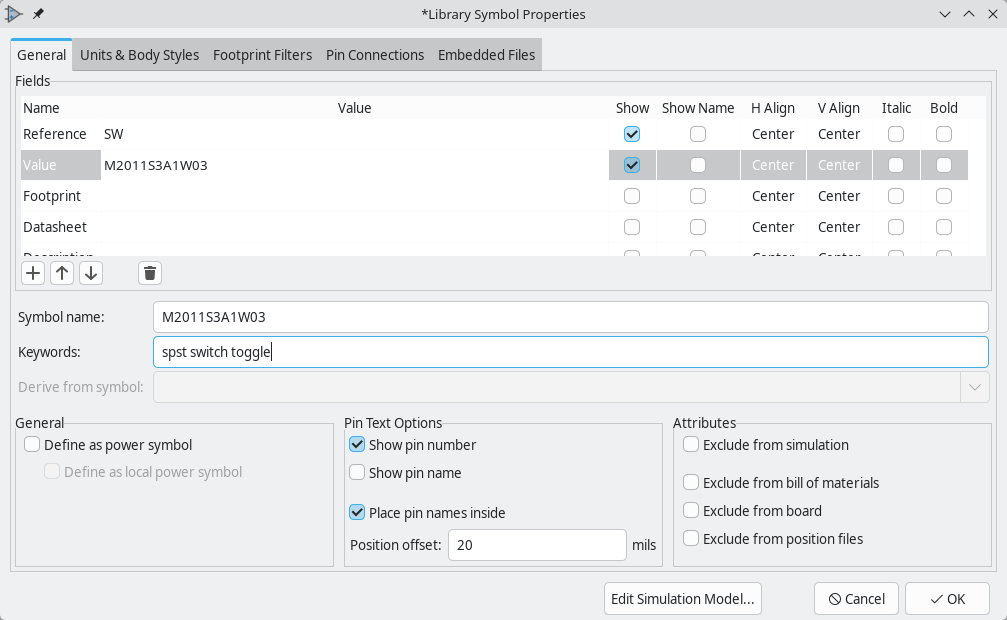 *Library Symbol Properties
General Units & Body Styles Footprint Filters Pin Connections Embedded Files
Fields
Name Value Show Show Name H Align V Align Italic Bold
Reference SW Center Center
Value M2011S3A1W03 Center Center
Footprint Center Center
Datasheet Center Center
Description Center Center
Symbol name: M2011S3A1W03
Keywords: spst switch toggle
Derive from symbol:
General
Define as power symbol
Define as local power symbol
Pin Text Options
Show pin number
Show pin name
Place pin names inside
Position offset: 20 mils
Attributes
Exclude from simulation
Exclude from bill of materials
Exclude from board
Exclude from position files
Edit Simulation Model... Cancel OK